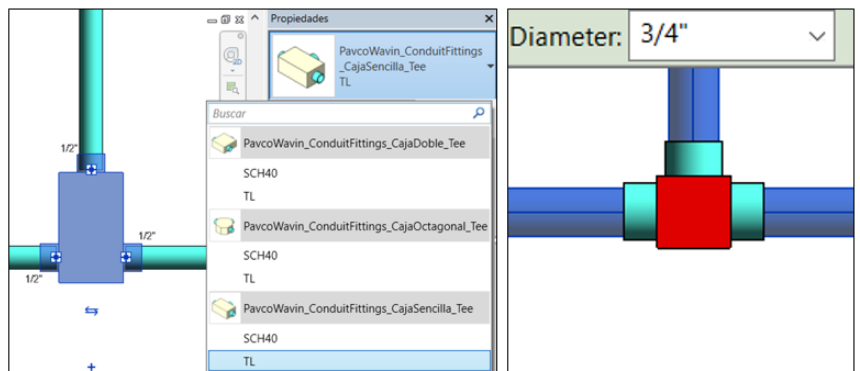 Propiedades
PavcoWavin_ConduitFittings
_CajaSencilla_Tee
TL
Buscar
PavcoWavin_ConduitFittings_CajaDoble_Tee
SCH40
TL
PavcoWavin_ConduitFittings_CajaOctagonal_Tee
SCH40
TL
PavcoWavin_ConduitFittings_CajaSencilla_Tee
SCH40
TL
1/2"
1/2"
1/2"
Diameter: 3/4"